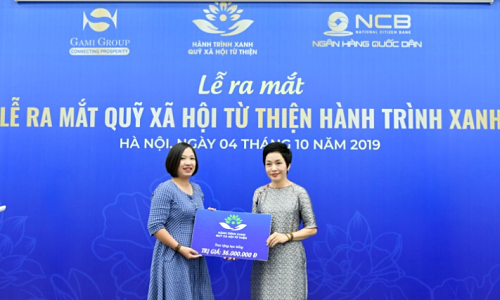 GAMI GROUP
CONNECTING PROSPERITY
HÀNH TRÌNH XANH
QUỸ XÃ HỘI TỪ THIỆN
NCB
NATIONAL CITIZEN BANK
NGÂN HÀNG QUỐC DÂN
Lễ ra mắt
LỄ RA MẮT QUỸ XÃ HỘI TỪ THIỆN HÀNH TRÌNH XANH
HÀ NỘI, NGÀY 04 THÁNG 10 NĂM 2019
HÀNH TRÌNH XANH
QUỸ XÃ HỘI TỪ THIỆN
TRỊ GIÁ: 36.000.000 Đ